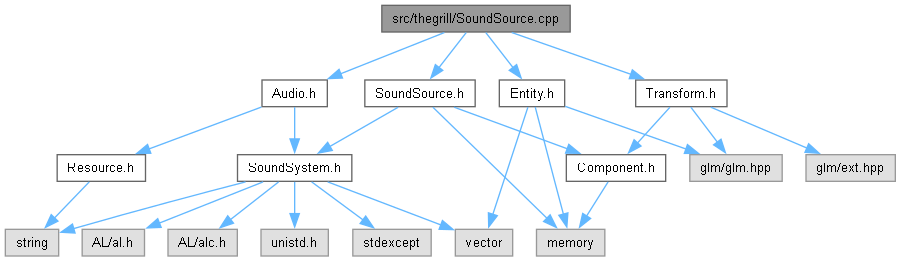 src/thegrill/SoundSource.cpp
Audio.h
SoundSource.h
Entity.h
Transform.h
Resource.h
SoundSystem.h
Component.h
glm/glm.hpp
glm/ext.hpp
string
AL/al.h
AL/alc.h
unistd.h
stdexcept
vector
memory